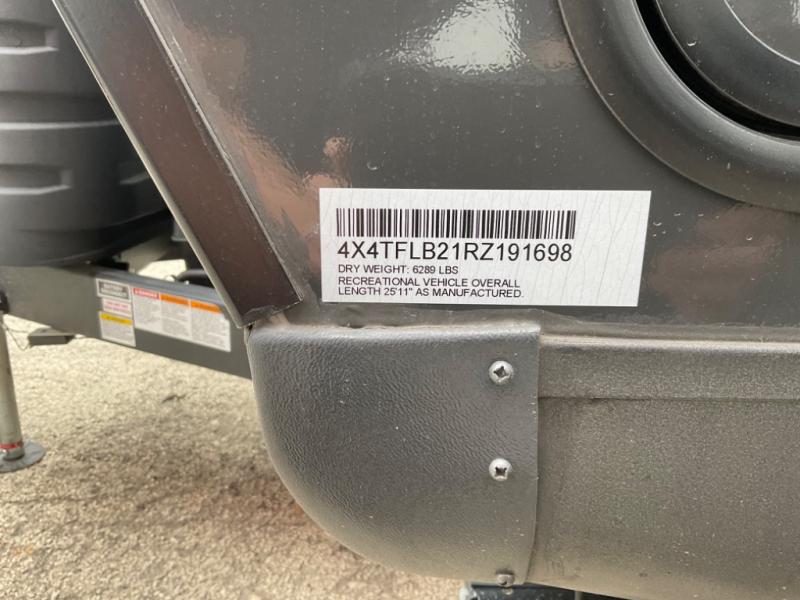 4X4TFLB21RZ191698
DRY WEIGHT: 6289 LBS
RECREATIONAL VEHICLE OVERALL
LENGTH 25'11" AS MANUFACTURED.